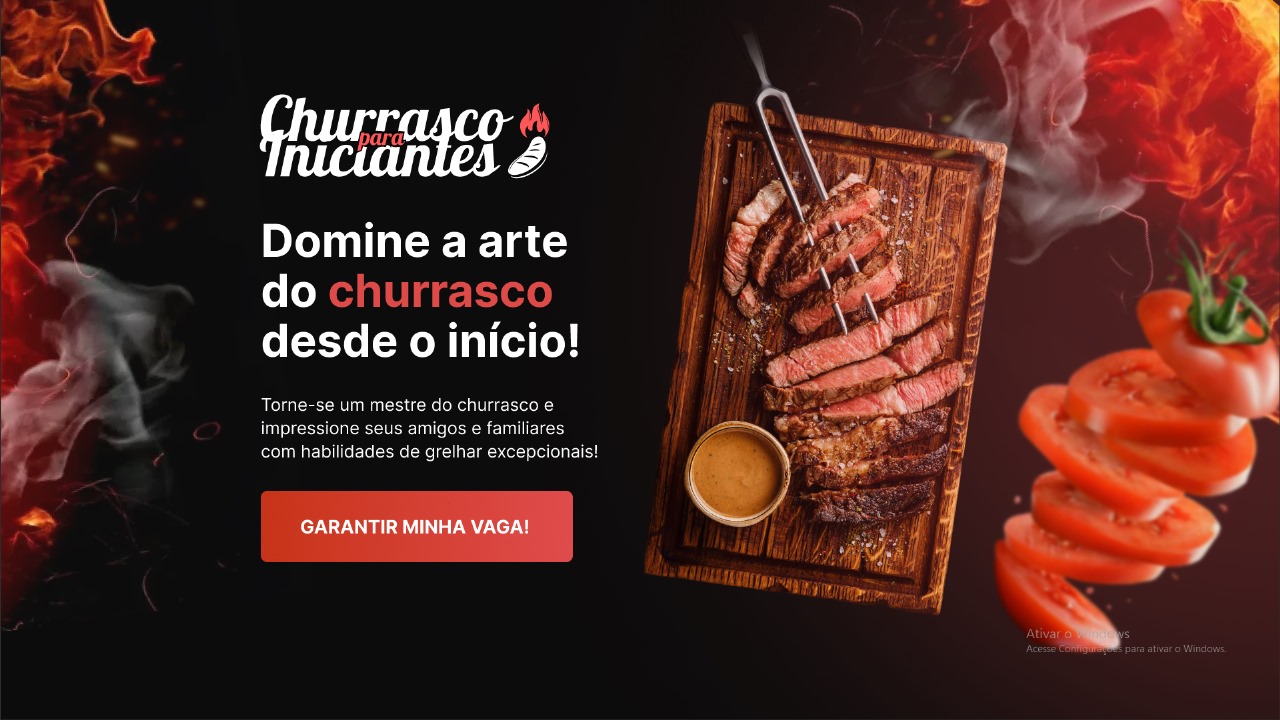 Churrasco
para
Iniciantes
Domine a arte
do churrasco
desde o início!
Torne-se um mestre do churrasco e
impressione seus amigos e familiares
com habilidades de grelhar excepcionais!
GARANTIR MINHA VAGA!
Ativar o Windows
Acesse Configurações para ativar o Windows.